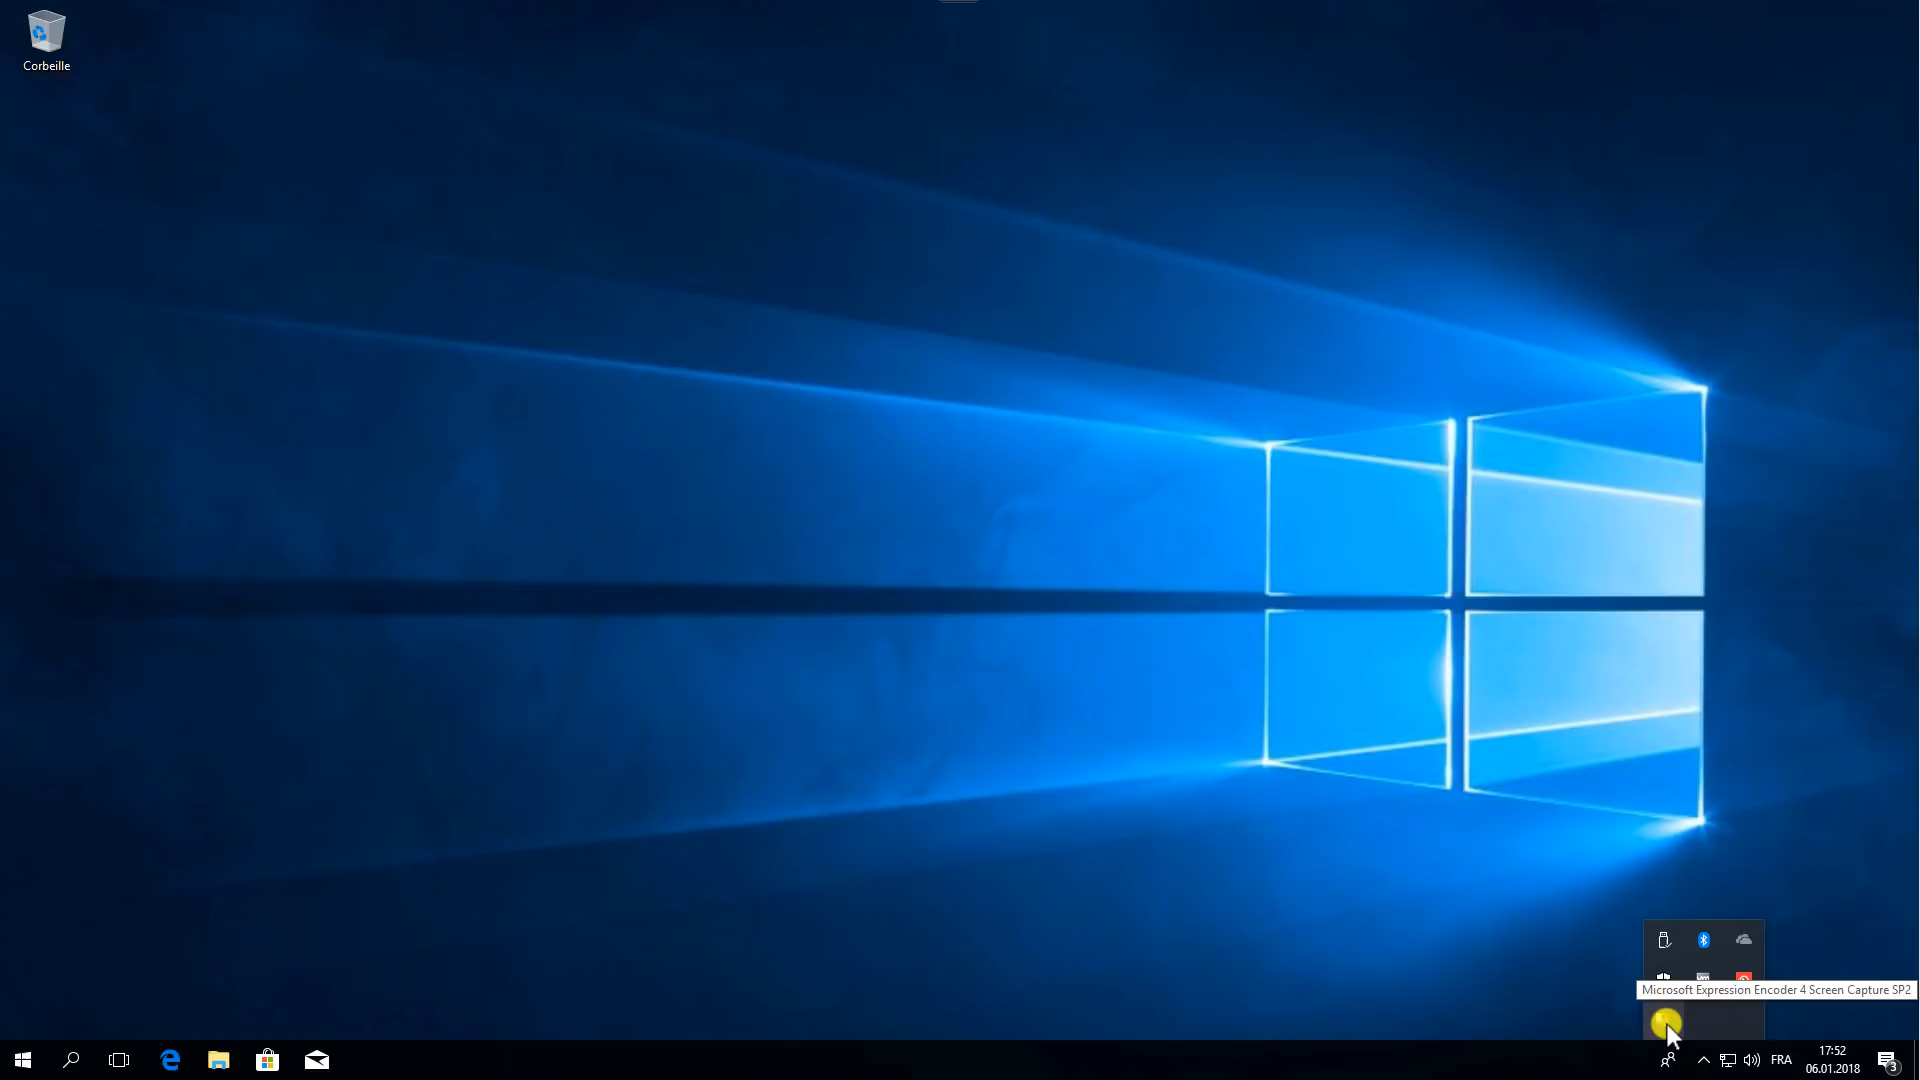 Corbeille
Microsoft Expression Encoder 4 Screen Capture SP2
FRA
17:52
06.01.2018
3